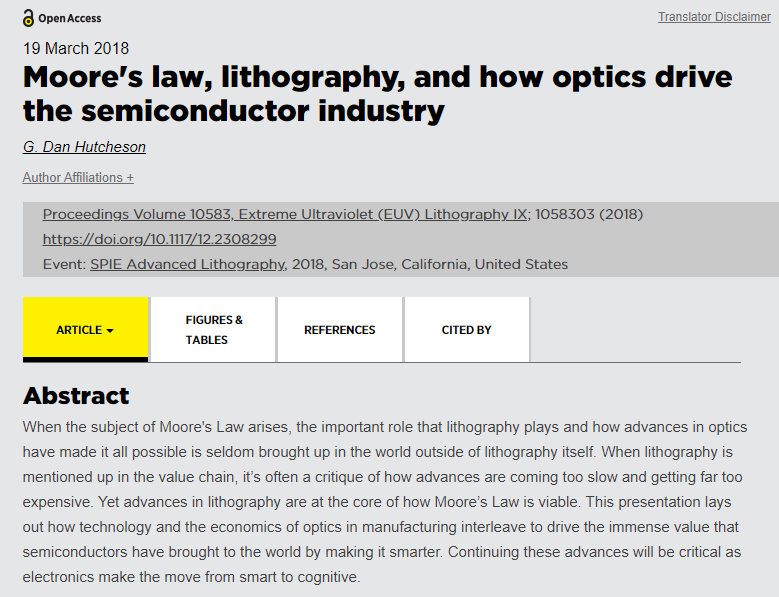 Open Access
Translator Disclaimer
19 March 2018
Moore's law, lithography, and how optics drive
the semiconductor industry
G. Dan Hutcheson
Author Affiliations +
Proceedings Volume 10583, Extreme Ultraviolet (EUV) Lithography IX; 1058303 (2018)
https://doi.org/10.1117/12.2308299
Event: SPIE Advanced Lithography, 2018, San Jose, California, United States
ARTICLE
FIGURES &
TABLES
REFERENCES
CITED BY
Abstract
When the subject of Moore's Law arises, the important role that lithography plays and how advances in optics
have made it all possible is seldom brought up in the world outside of lithography itself. When lithography is
mentioned up in the value chain, it’s often a critique of how advances are coming too slow and getting far too
expensive. Yet advances in lithography are at the core of how Moore’s Law is viable. This presentation lays
out how technology and the economics of optics in manufacturing interleave to drive the immense value that
semiconductors have brought to the world by making it smarter. Continuing these advances will be critical as
electronics make the move from smart to cognitive.